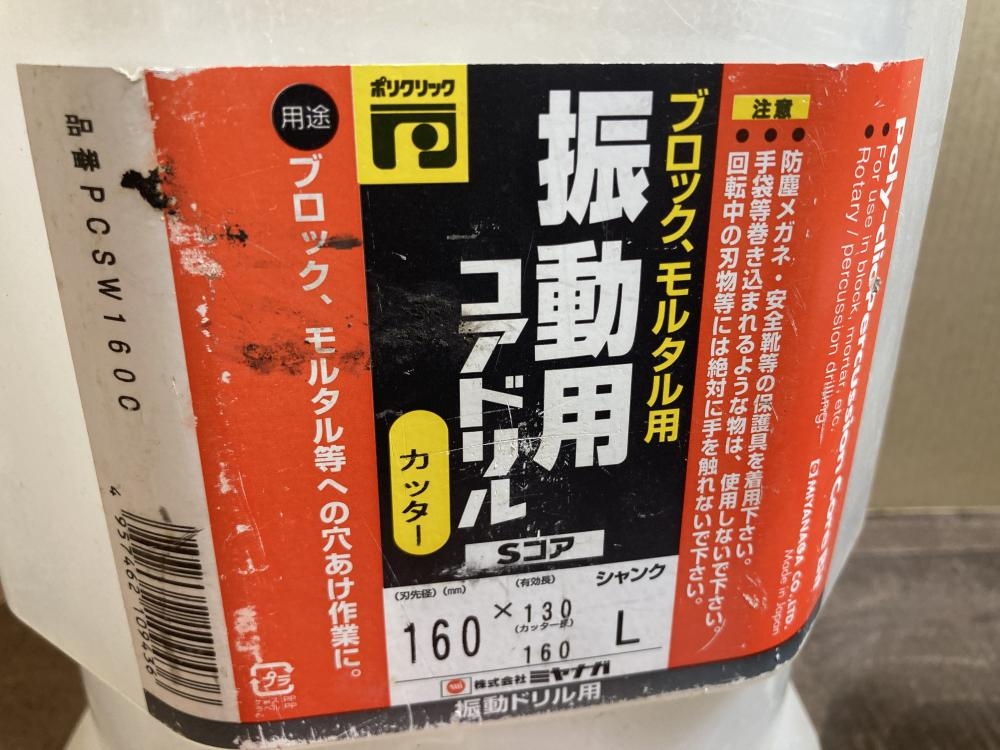 品番PCSW160C
4 957462 109436
用途
ブロック、モルタル等への穴あけ作業に。
プラ
ポリクリック
ブロック、モルタル用
振動用
コアドリル
カッター
Sコア
(刃先径)(mm)
160
×
(有効長)
130
160
シャンク
L
株式会社ミヤナガ
振動ドリル用
注意
●防塵メガネ・安全靴等の保護具を着用下さい。
●手袋等巻き込まれるような物は、使用しないで下さい。
●回転中の刃物等には絶対に手を触れないで下さい。
●For use in block, mortar, etc.
●Rotary / percussion drilling.
MIYANAGA CO., LTD.
Made in Japan